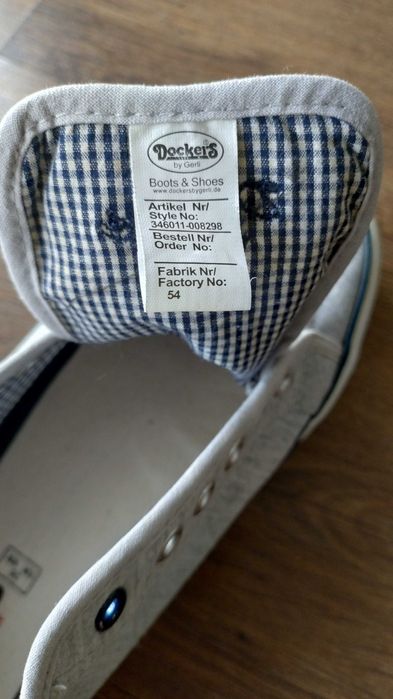 Dockers
by Gerli
Boots & Shoes
www.dockersbygerli.de
Artikel Nr/
Style No:
346011-008298
Bestell Nr/
Order No:
Fabrik Nr/
Factory No:
54